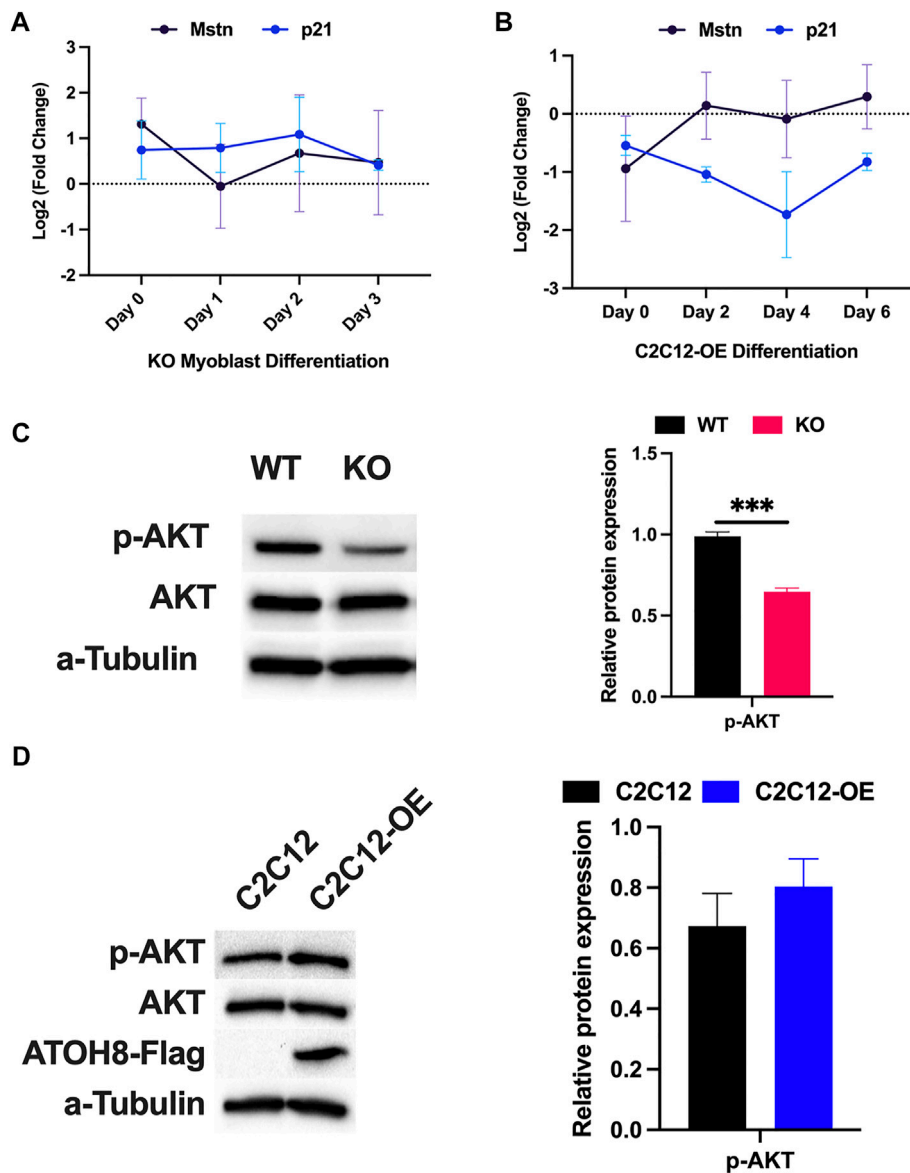 A
Mstn p21
3
2
1
0
-1
-2
Log2 (Fold Change)
Day 0 Day 1 Day 2 Day 3
KO Myoblast Differentiation
B
Mstn p21
1
0
-1
-2
-3
Log2 (Fold Change)
Day 0 Day 2 Day 4 Day 6
C2C12-OE Differentiation
C
WT KO
p-AKT
AKT
a-Tubulin
WT KO
1.5
1.0
0.5
0.0
Relative protein expression
***
p-AKT
D
C2C12 C2C12-OE
p-AKT
AKT
ATOH8-Flag
a-Tubulin
C2C12 C2C12-OE
1.0
0.8
0.6
0.4
0.2
0.0
Relative protein expression
p-AKT